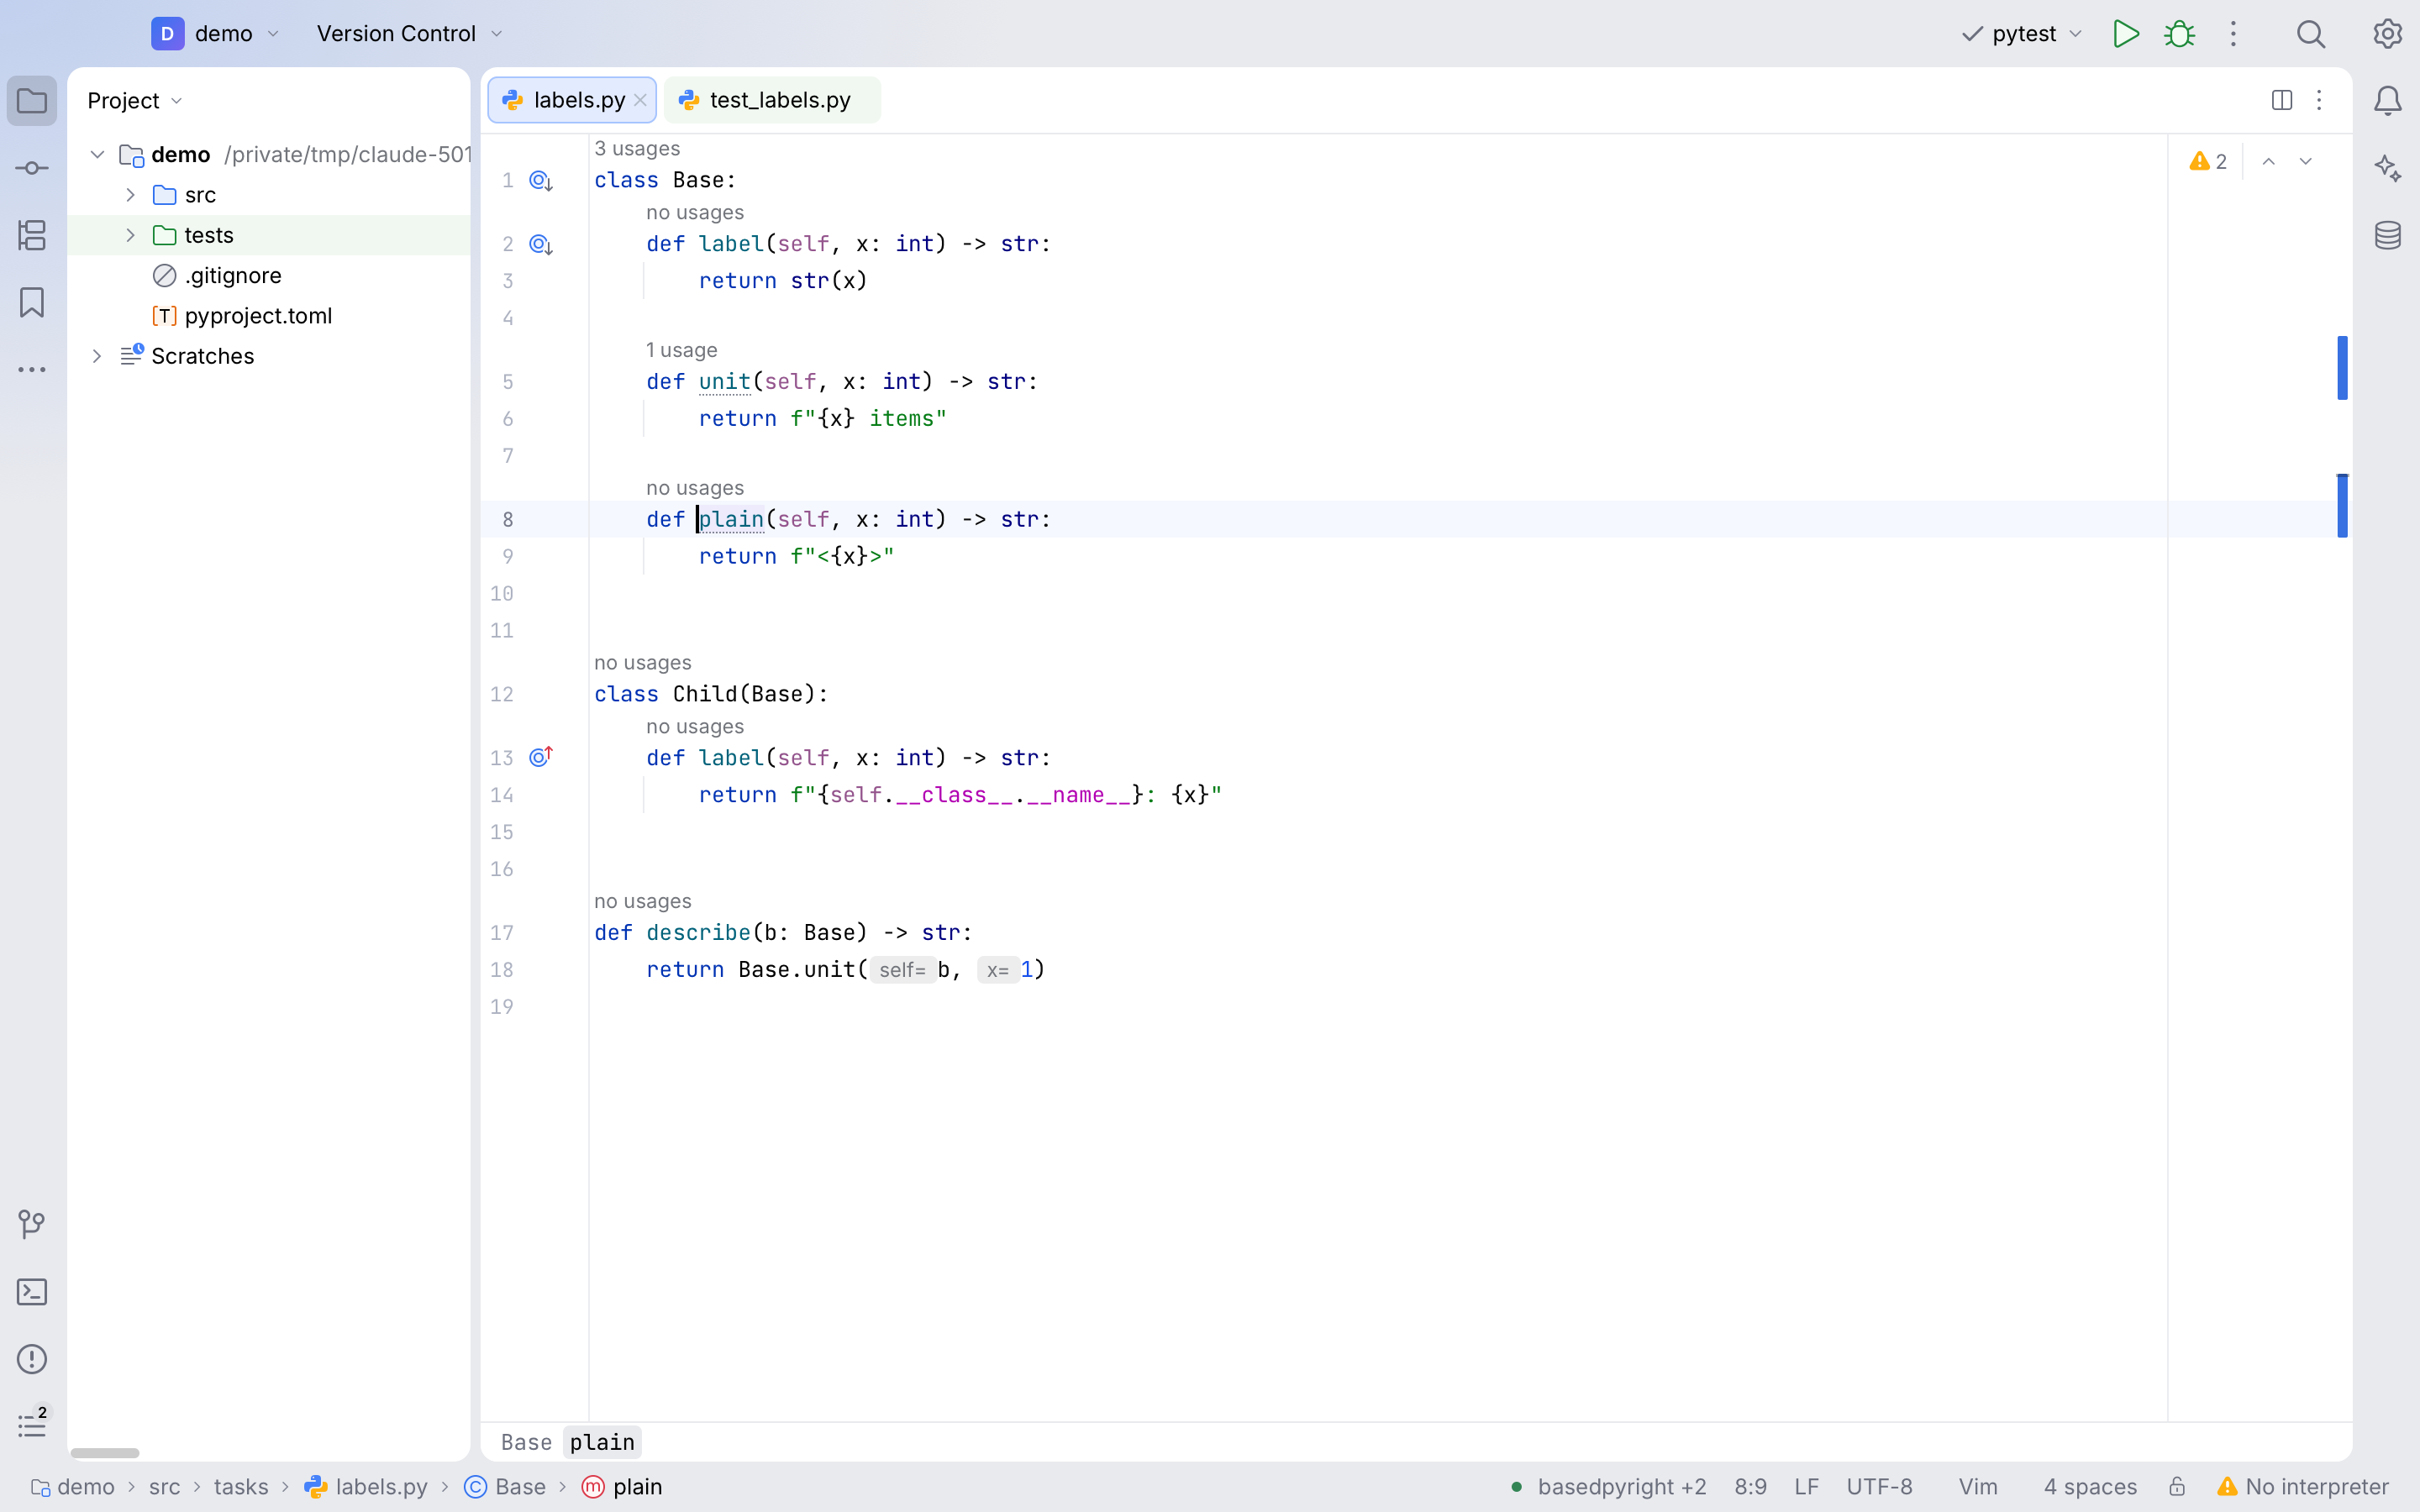 D demo Version Control pytest
Project
labels.py test_labels.py
demo /private/tmp/claude-501
src
tests
.gitignore
[T] pyproject.toml
Scratches
2
3 usages
1 class Base:
no usages
2 def label(self, x: int) -> str:
3 return str(x)
4
1 usage
5 def unit(self, x: int) -> str:
6 return f"{x} items"
7
no usages
8 def plain(self, x: int) -> str:
9 return f"<{x}>"
10
11
no usages
12 class Child(Base):
no usages
13 def label(self, x: int) -> str:
14 return f"{self.__class__.__name__}: {x}"
15
16
no usages
17 def describe(b: Base) -> str:
18 return Base.unit( self= b, x= 1)
19
2
Base plain
demo > src > tasks > labels.py > C Base > m plain
basedpyright +2 8:9 LF UTF-8 Vim 4 spaces No interpreter